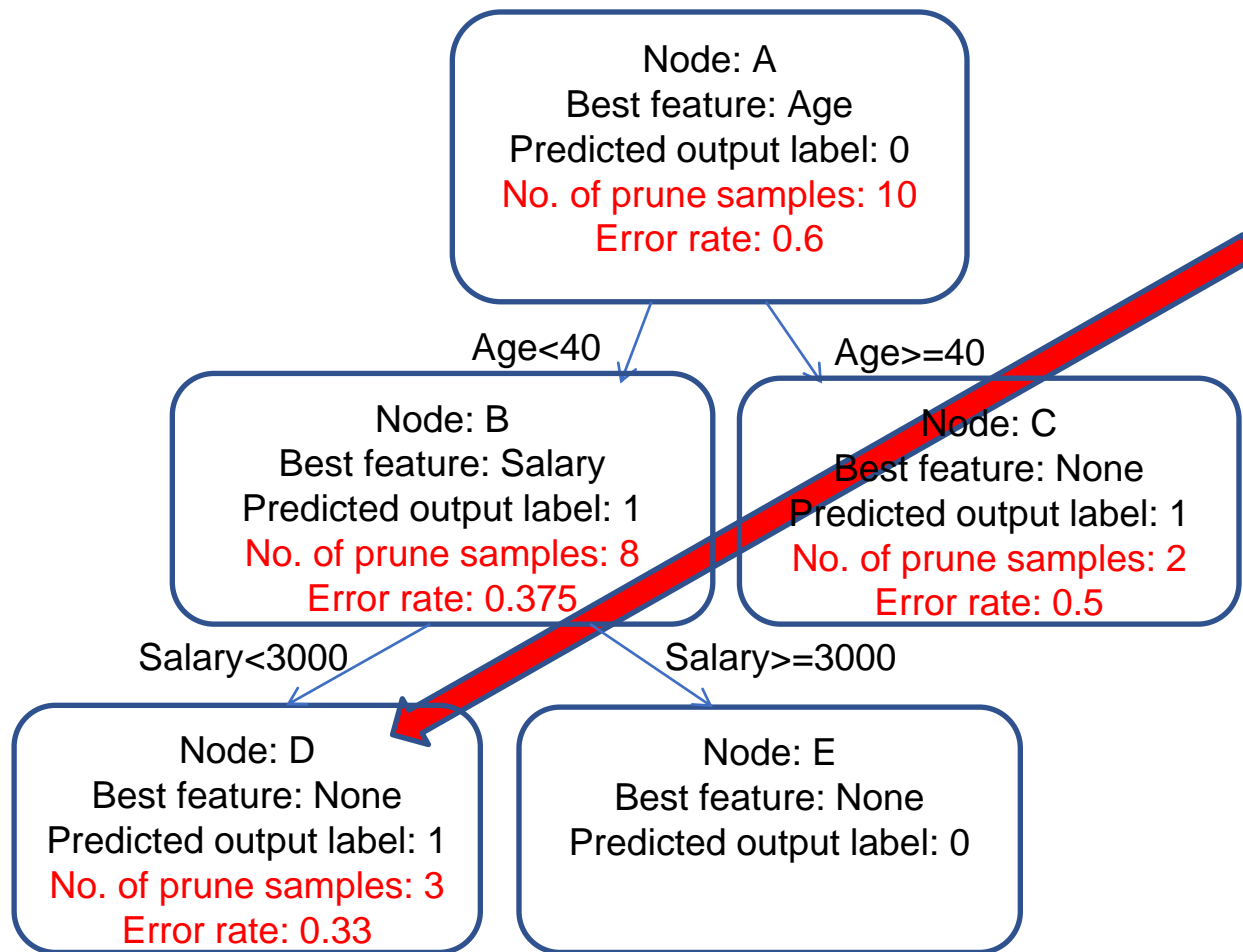 Node: A
Best feature: Age
Predicted output label: 0
No. of prune samples: 10
Error rate: 0.6
Age<40
Age>=40
Node: B
Best feature: Salary
Predicted output label: 1
No. of prune samples: 8
Error rate: 0.375
Node: C
Best feature: None
Predicted output label: 1
No. of prune samples: 2
Error rate: 0.5
Salary<3000
Salary>=3000
Node: D
Best feature: None
Predicted output label: 1
No. of prune samples: 3
Error rate: 0.33
Node: E
Best feature: None
Predicted output label: 0